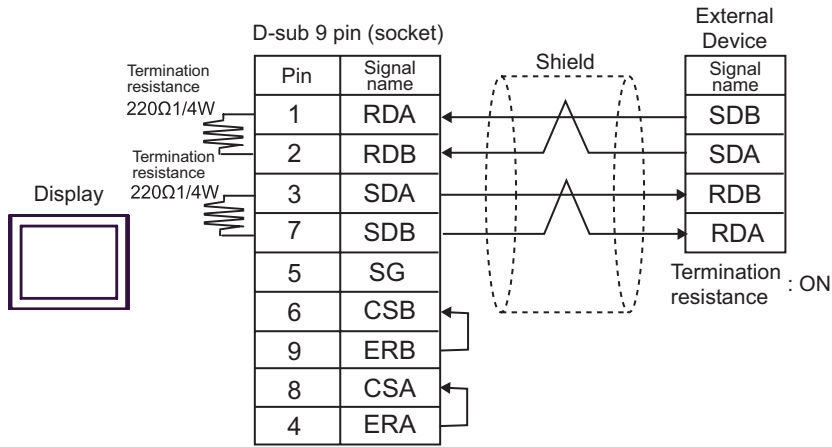 D-sub 9 pin (socket)
External
Device
Shield
Termination
resistance
220Ω1/4W
Termination
resistance
220Ω1/4W
Display
Pin
Signal
name
1
RDA
2
RDB
3
SDA
7
SDB
5
SG
6
CSB
9
ERB
8
CSA
4
ERA
Signal
name
SDB
SDA
RDB
RDA
Termination
resistance : ON